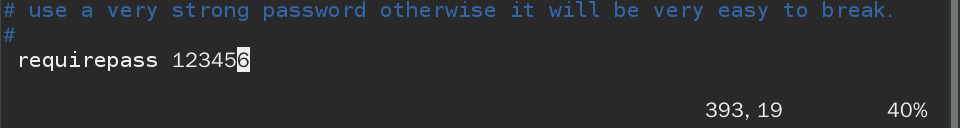 # use a very strong password otherwise it will be very easy to break.
#
requirepass 123456
393, 19 40%